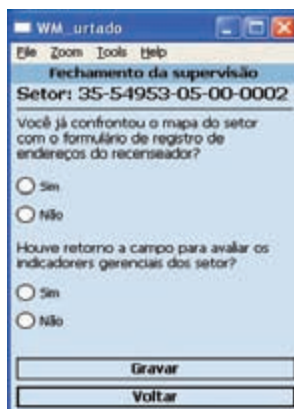 WM_urtado
File Zoom Tools Help
Fechamento da supervisão
Setor: 35-54953-05-00-0002
Você já confrontou o mapa do setor
com o formulário de registro de
endereços do recenseador?
Sim
Não
Houve retorno a campo para avaliar os
indicadorers gerenciais dos setor?
Sim
Não
Gravar
Voltar